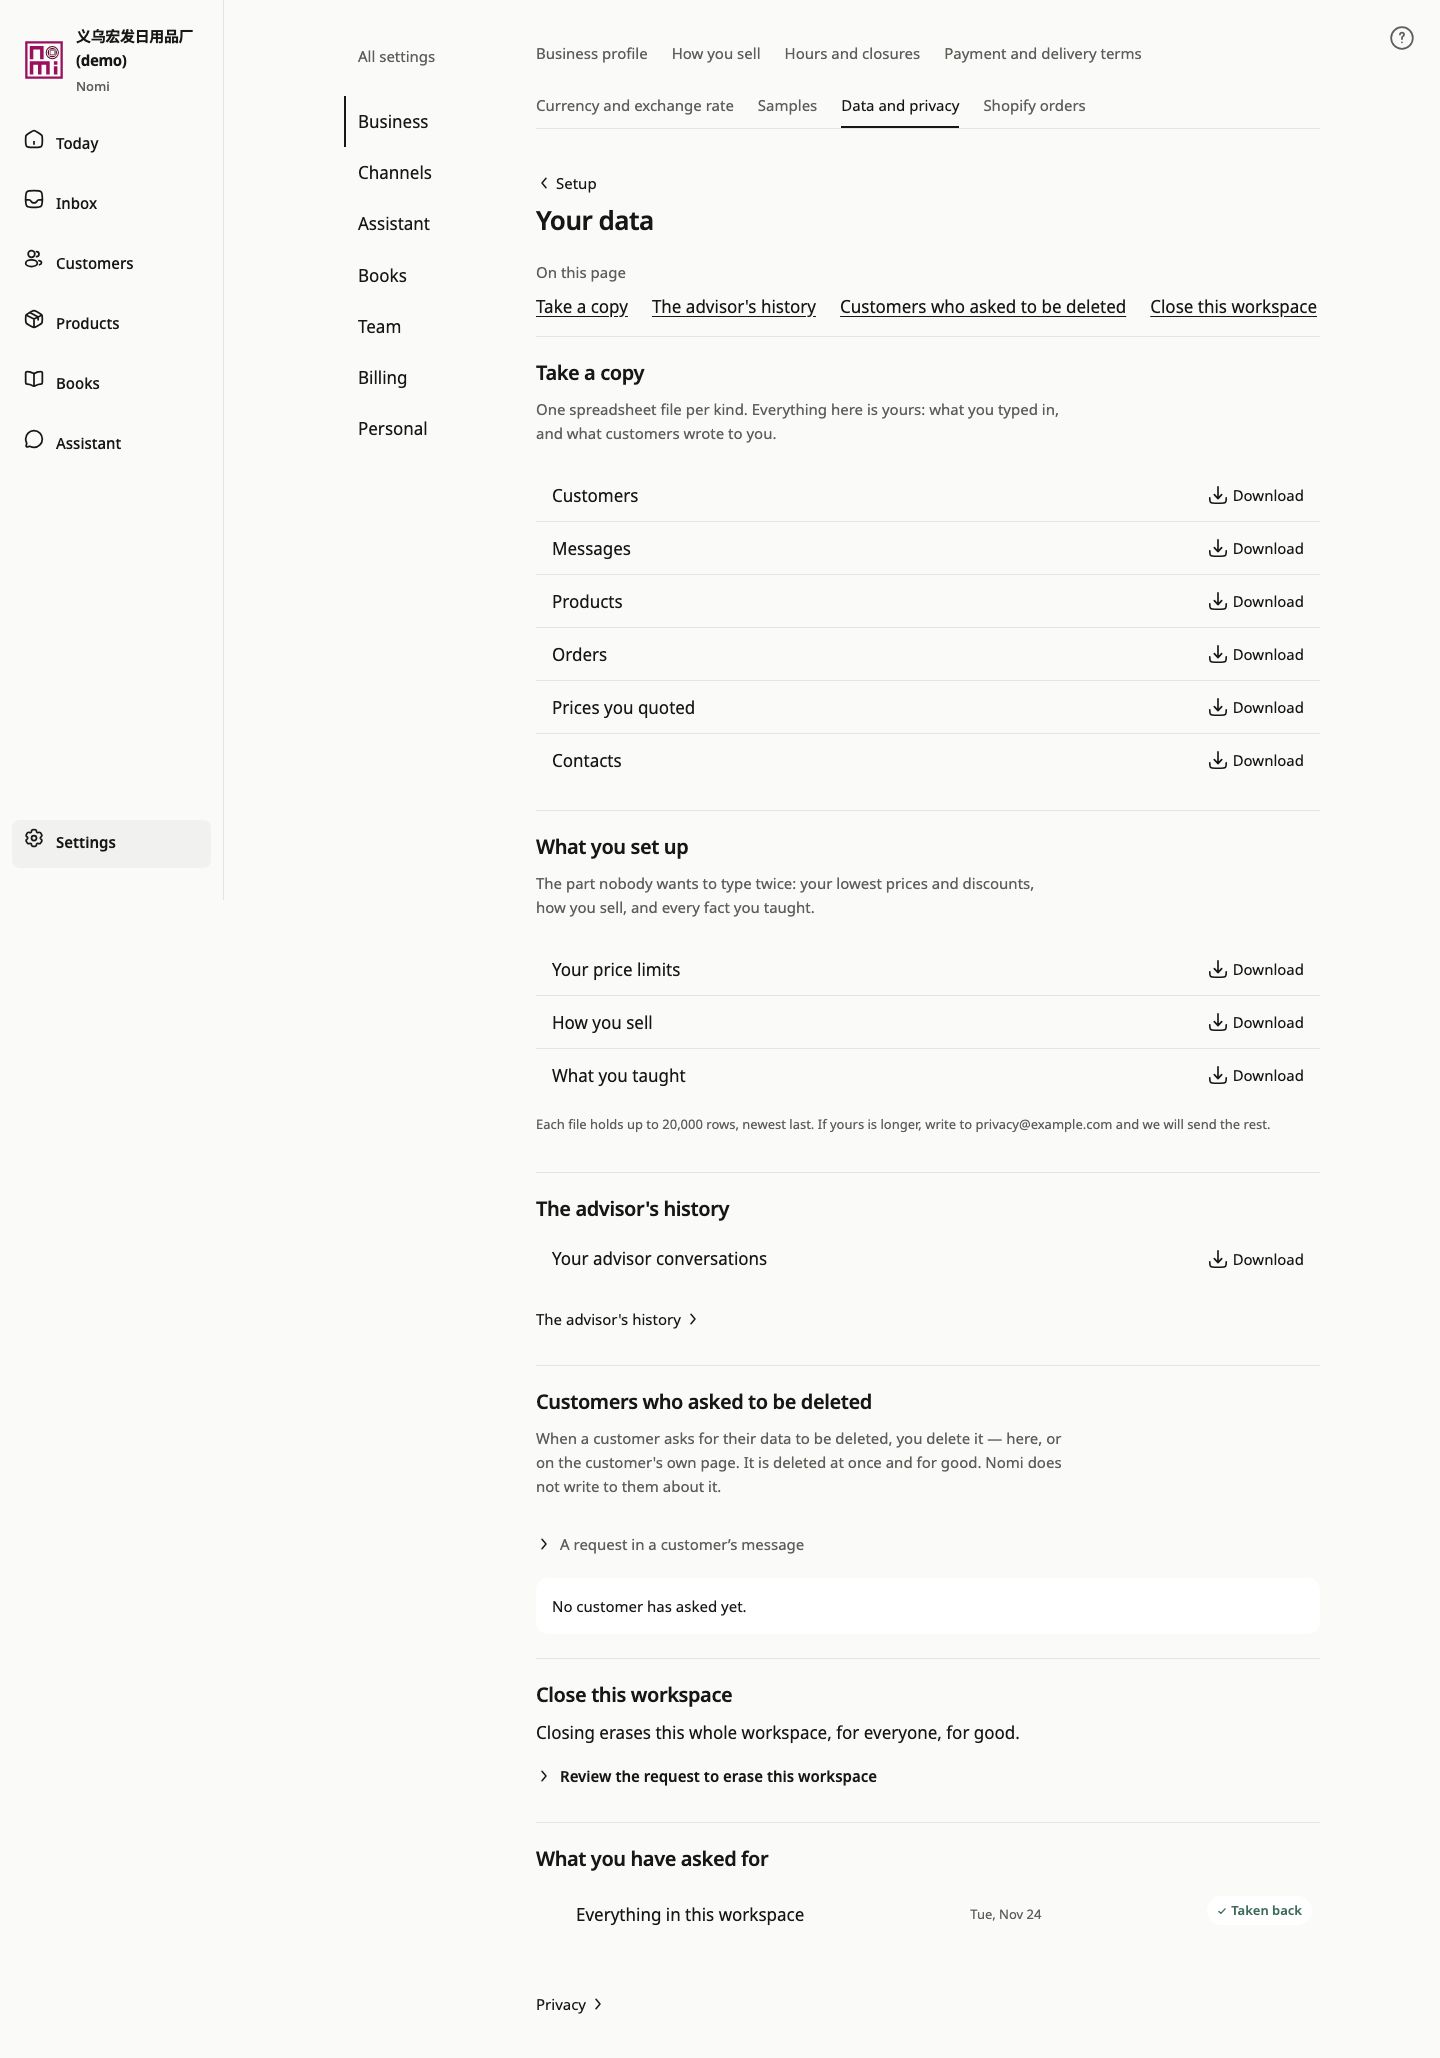 义乌宏发日用品厂
(demo)
Nomi
Today
Inbox
Customers
Products
Books
Assistant
Settings
All settings
Business
Channels
Assistant
Books
Team
Billing
Personal
Business profile
How you sell
Hours and closures
Payment and delivery terms
Currency and exchange rate
Samples
Data and privacy
Shopify orders
Setup
Your data
On this page
Take a copy
The advisor's history
Customers who asked to be deleted
Close this workspace
Take a copy
One spreadsheet file per kind. Everything here is yours: what you typed in,
and what customers wrote to you.
Customers
Download
Messages
Download
Products
Download
Orders
Download
Prices you quoted
Download
Contacts
Download
What you set up
The part nobody wants to type twice: your lowest prices and discounts,
how you sell, and every fact you taught.
Your price limits
Download
How you sell
Download
What you taught
Download
Each file holds up to 20,000 rows, newest last. If yours is longer, write to privacy@example.com and we will send the rest.
The advisor's history
Your advisor conversations
Download
The advisor's history
Customers who asked to be deleted
When a customer asks for their data to be deleted, you delete it — here, or
on the customer's own page. It is deleted at once and for good. Nomi does
not write to them about it.
A request in a customer’s message
No customer has asked yet.
Close this workspace
Closing erases this whole workspace, for everyone, for good.
Review the request to erase this workspace
What you have asked for
Everything in this workspace
Tue, Nov 24
Taken back
Privacy